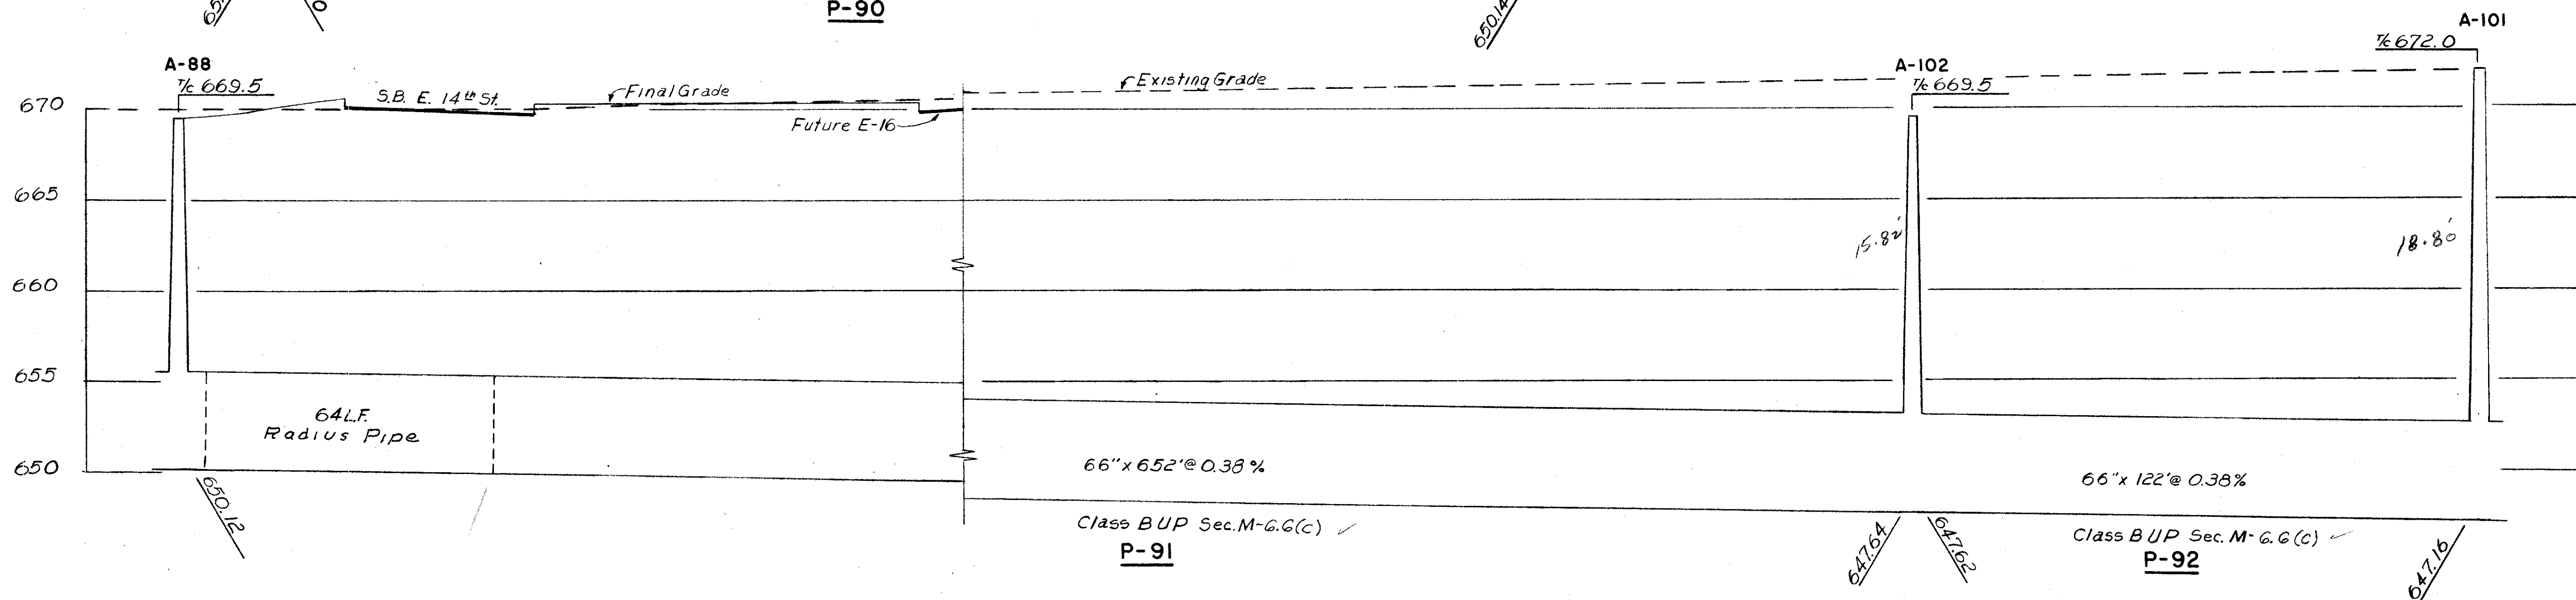 P-90
650.14
A-101
T/c 672.0
A-88
T/c 669.5
A-102
T/c 669.5
Existing Grade
S.B. E. 14th St.
Final Grade
Future E-16
670
665
660
655
650
15.82'
18.80'
64 L.F.
Radius Pipe
66" x 652' @ 0.38 %
66" x 122' @ 0.38%
650.12
Class B UP Sec. M-6.6(c) ✓
P-91
647.64
647.62
Class B UP Sec. M-6.6(c) ✓
P-92
647.16